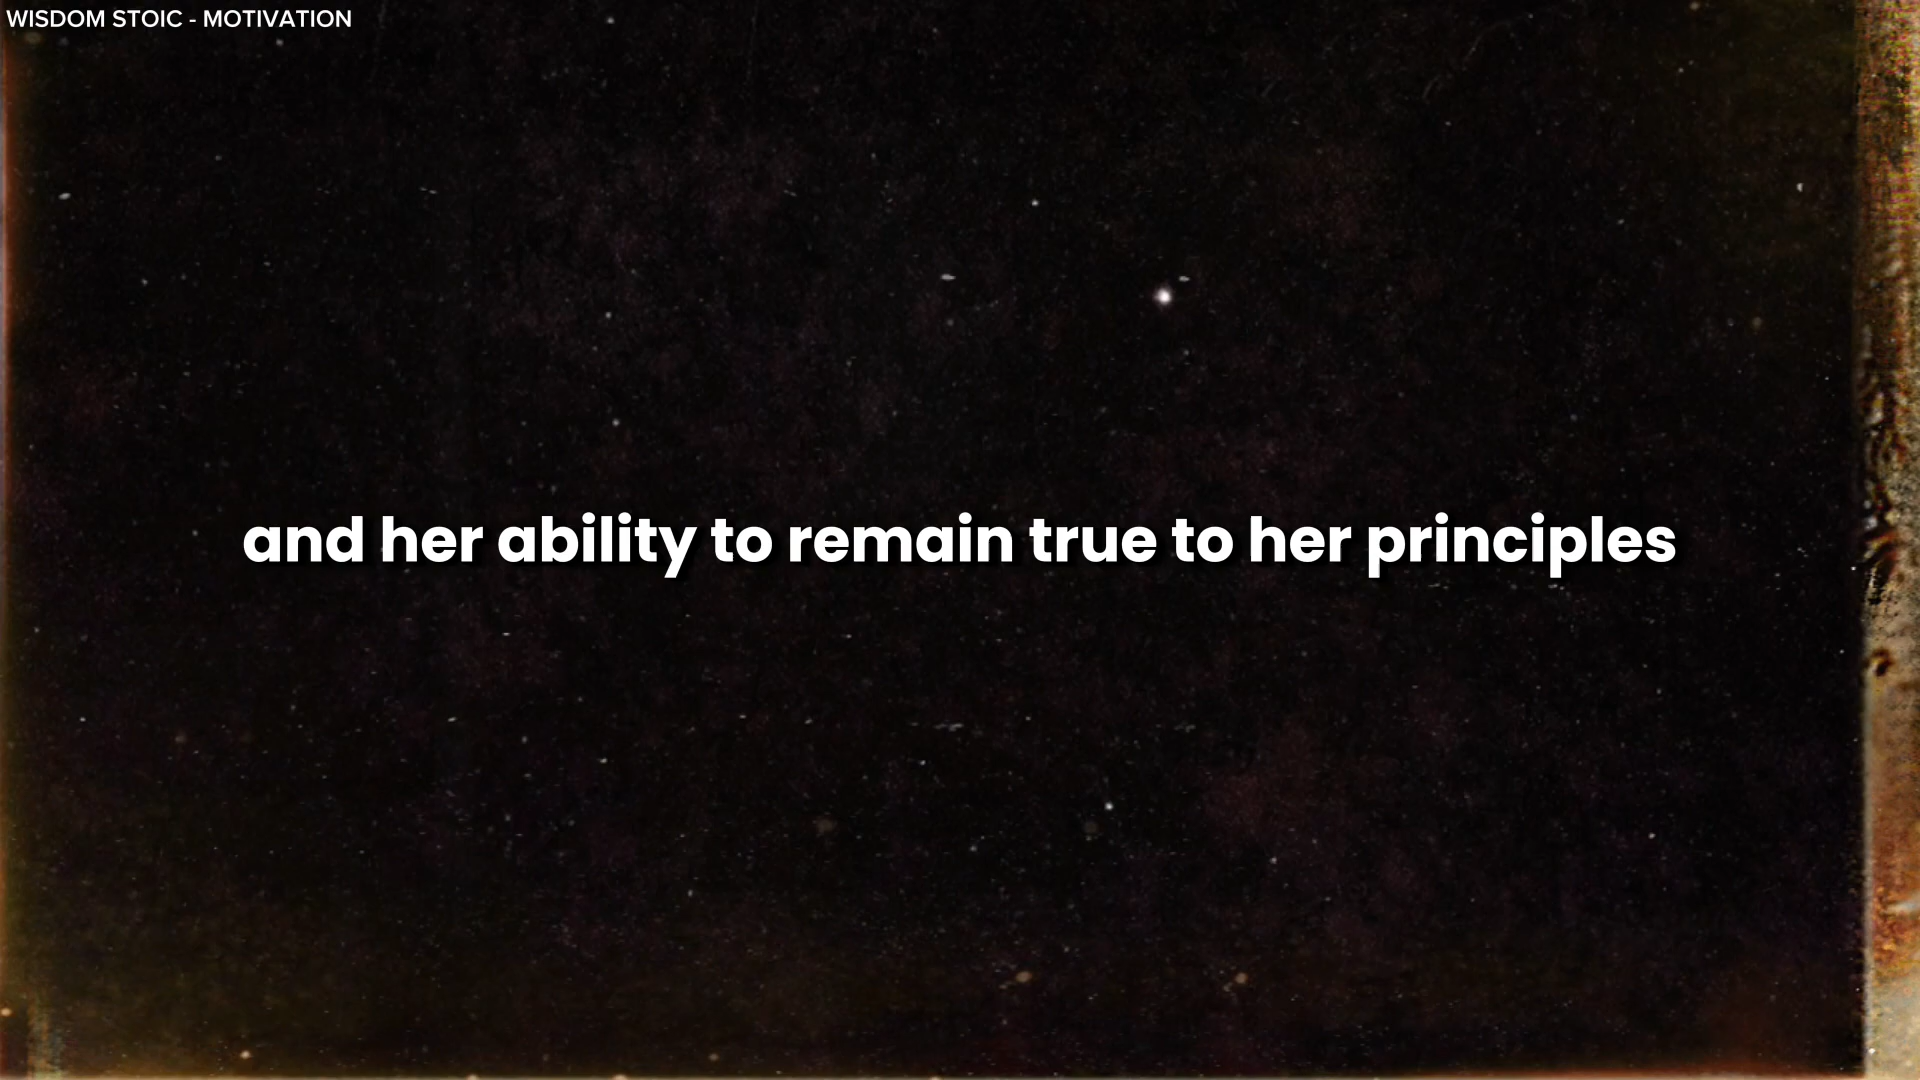 WISDOM STOIC - MOTIVATION
and her ability to remain true to her principles